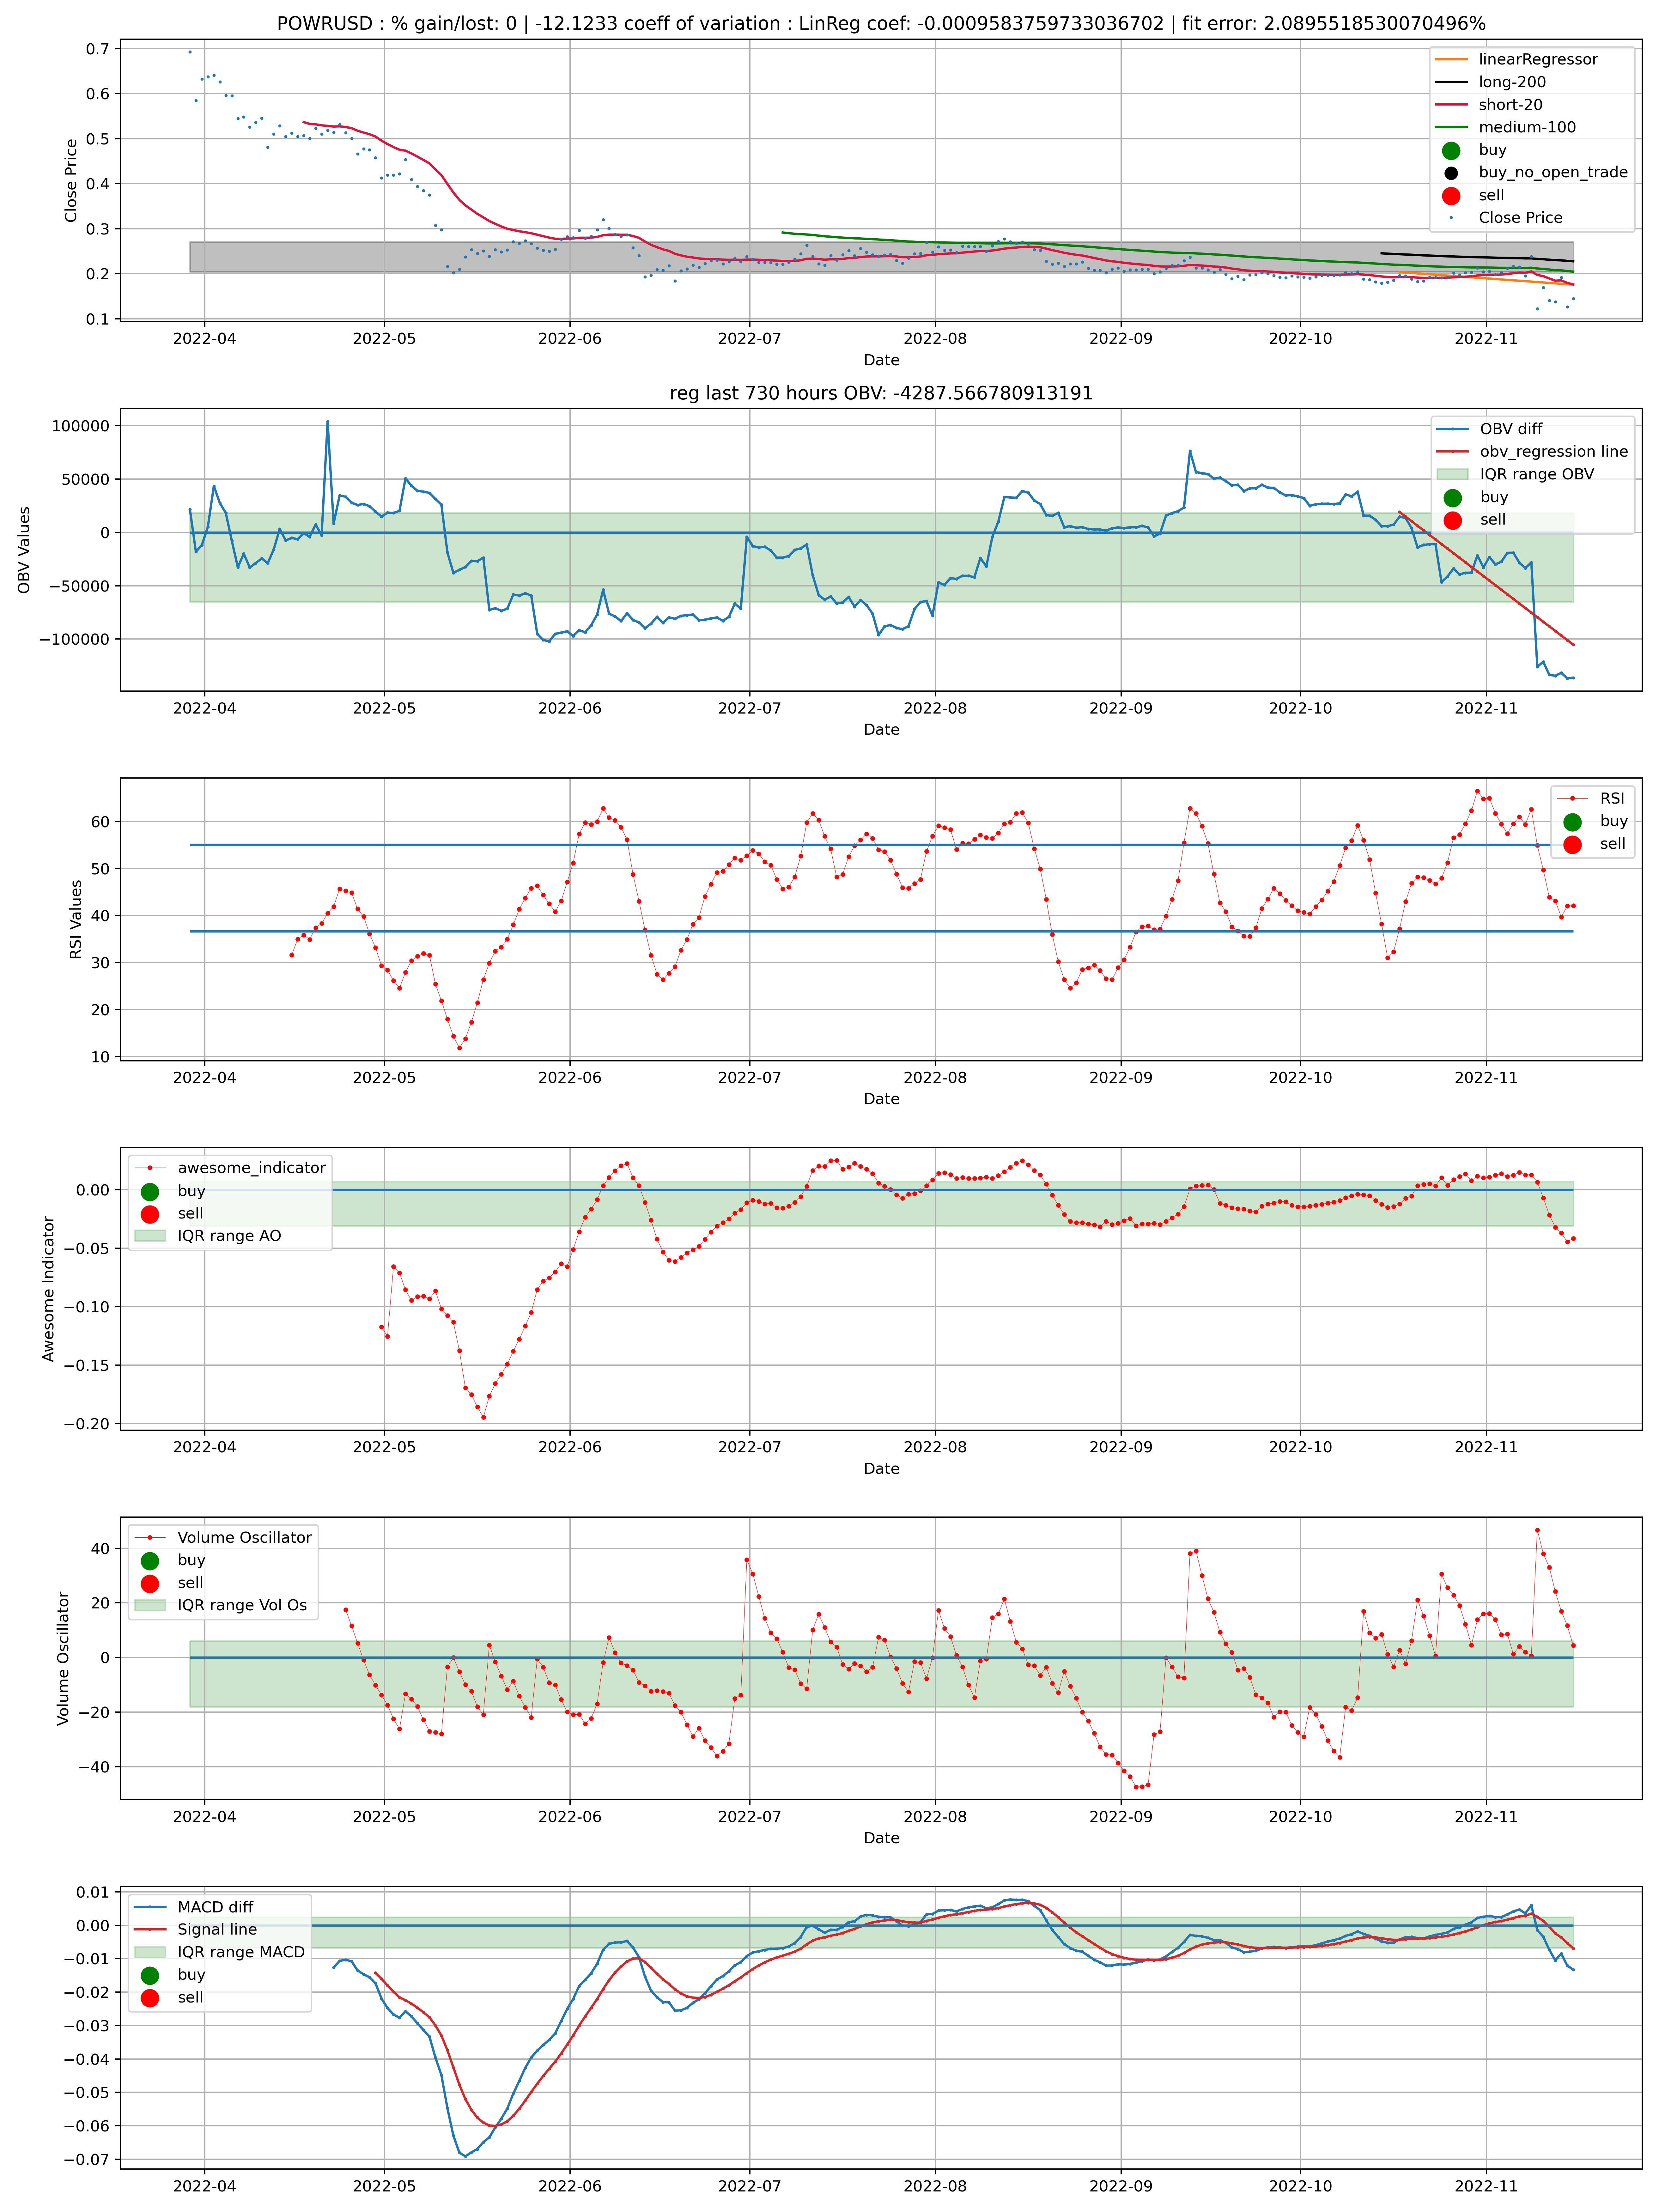 POWRUSD : % gain/lost: 0 | -12.1233 coeff of variation : LinReg coef: -0.0009583759733036702 | fit error: 2.0895518530070496%
0.7
0.6
0.5
0.4
0.3
0.2
0.1
Close Price
linearRegressor
long-200
short-20
medium-100
buy
buy_no_open_trade
sell
Close Price
2022-04 2022-05 2022-06 2022-07 2022-08 2022-09 2022-10 2022-11
Date
reg last 730 hours OBV: -4287.566780913191
100000
50000
0
−50000
−100000
OBV Values
OBV diff
obv_regression line
IQR range OBV
buy
sell
2022-04 2022-05 2022-06 2022-07 2022-08 2022-09 2022-10 2022-11
Date
60
50
40
30
20
10
RSI Values
RSI
buy
sell
2022-04 2022-05 2022-06 2022-07 2022-08 2022-09 2022-10 2022-11
Date
0.00
−0.05
−0.10
−0.15
−0.20
Awesome Indicator
awesome_indicator
buy
sell
IQR range AO
2022-04 2022-05 2022-06 2022-07 2022-08 2022-09 2022-10 2022-11
Date
40
20
0
−20
−40
Volume Oscillator
Volume Oscillator
buy
sell
IQR range Vol Os
2022-04 2022-05 2022-06 2022-07 2022-08 2022-09 2022-10 2022-11
Date
0.01
0.00
−0.01
−0.02
−0.03
−0.04
−0.05
−0.06
−0.07
MACD diff
Signal line
IQR range MACD
buy
sell
2022-04 2022-05 2022-06 2022-07 2022-08 2022-09 2022-10 2022-11